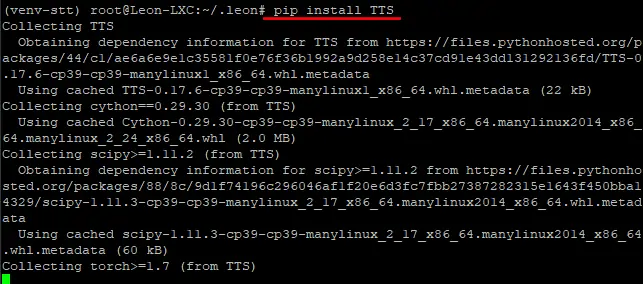 (venv-stt) root@Leon-LXC:~/.leon# pip install TTS
Collecting TTS
  Obtaining dependency information for TTS from https://files.pythonhosted.org/p
ackages/44/c1/ae6a6e9e1c35581f0e76f36b1992a9d258e14c37cd91e43dd131292136fd/TTS-0
.17.6-cp39-cp39-manylinux1_x86_64.whl.metadata
  Using cached TTS-0.17.6-cp39-cp39-manylinux1_x86_64.whl.metadata (22 kB)
Collecting cython==0.29.30 (from TTS)
  Using cached Cython-0.29.30-cp39-cp39-manylinux_2_17_x86_64.manylinux2014_x86_
64.manylinux_2_24_x86_64.whl (2.0 MB)
Collecting scipy>=1.11.2 (from TTS)
  Obtaining dependency information for scipy>=1.11.2 from https://files.pythonho
sted.org/packages/88/8c/9d1f74196c296046af1f20e6d3fc7fbb27387282315e1643f450bba1
4329/scipy-1.11.3-cp39-cp39-manylinux_2_17_x86_64.manylinux2014_x86_64.whl.metad
ata
  Using cached scipy-1.11.3-cp39-cp39-manylinux_2_17_x86_64.manylinux2014_x86_64
.whl.metadata (60 kB)
Collecting torch>=1.7 (from TTS)